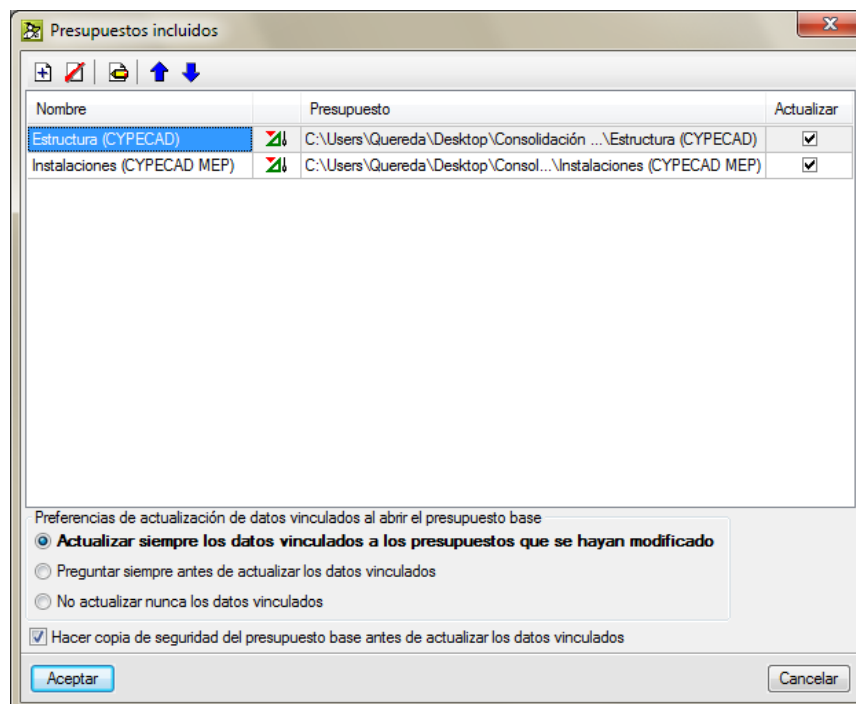 Presupuestos incluidos
Nombre Presupuesto Actualizar
Estructura (CYPECAD) C:\Users\Quereda\Desktop\Consolidación ...\Estructura (CYPECAD)
Instalaciones (CYPECAD MEP) C:\Users\Quereda\Desktop\Consol...\Instalaciones (CYPECAD MEP)
Preferencias de actualización de datos vinculados al abrir el presupuesto base
Actualizar siempre los datos vinculados a los presupuestos que se hayan modificado
Preguntar siempre antes de actualizar los datos vinculados
No actualizar nunca los datos vinculados
Hacer copia de seguridad del presupuesto base antes de actualizar los datos vinculados
Aceptar Cancelar